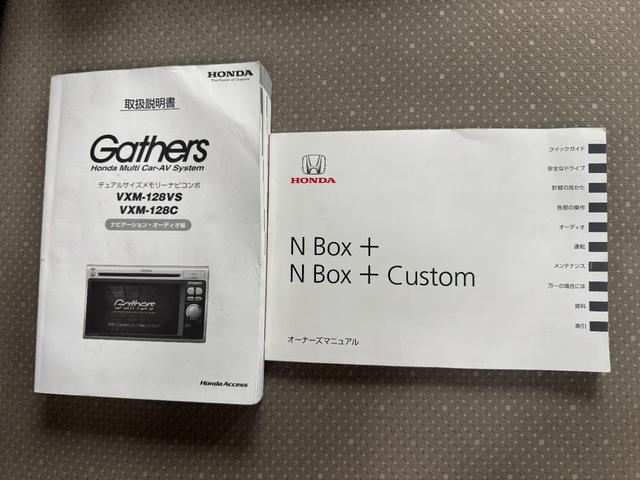 HONDA
The Power of Dreams
取扱説明書
Gathers
Honda Multi Car-AV System
デュアルサイズメモリーナビコンポ
VXM-128VS
VXM-128C
ナビゲーション・オーディオ編
Gathers
Honda Access
HONDA
N Box +
N Box + Custom
オーナーズマニュアル
クイックガイド
安全なドライブ
計器の見かた
各部の操作
オーディオ
運転
メンテナンス
万一の場合には
資料
索引